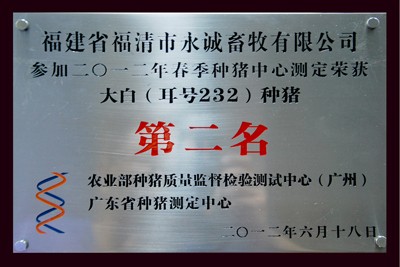 福建省福清市永诚畜牧有限公司
参加二〇一二年春季种猪中心测定荣获
大白（耳号232）种猪
第二名
农业部种猪质量监督检验测试中心（广州）
广东省种猪测定中心
二〇一二年六月十八日